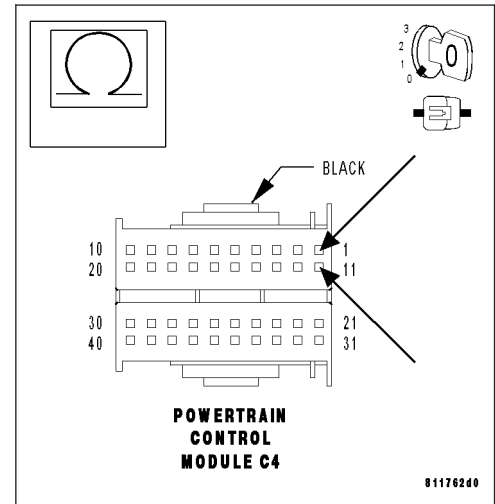 3
2
1
0
BLACK
10 1
20 11
30 21
40 31
POWERTRAIN
CONTROL
MODULE C4
811762d0